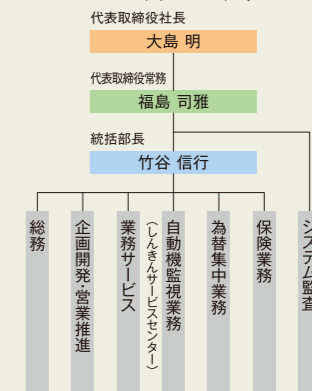 代表取締役社長
大島 明
代表取締役常務
福島 司雅
統括部長
竹谷 信行
総務
企画開発・営業推進
業務サービス
自動機監視業務
（しんきんサービスセンター）
為替集中業務
保険業務
システム監査